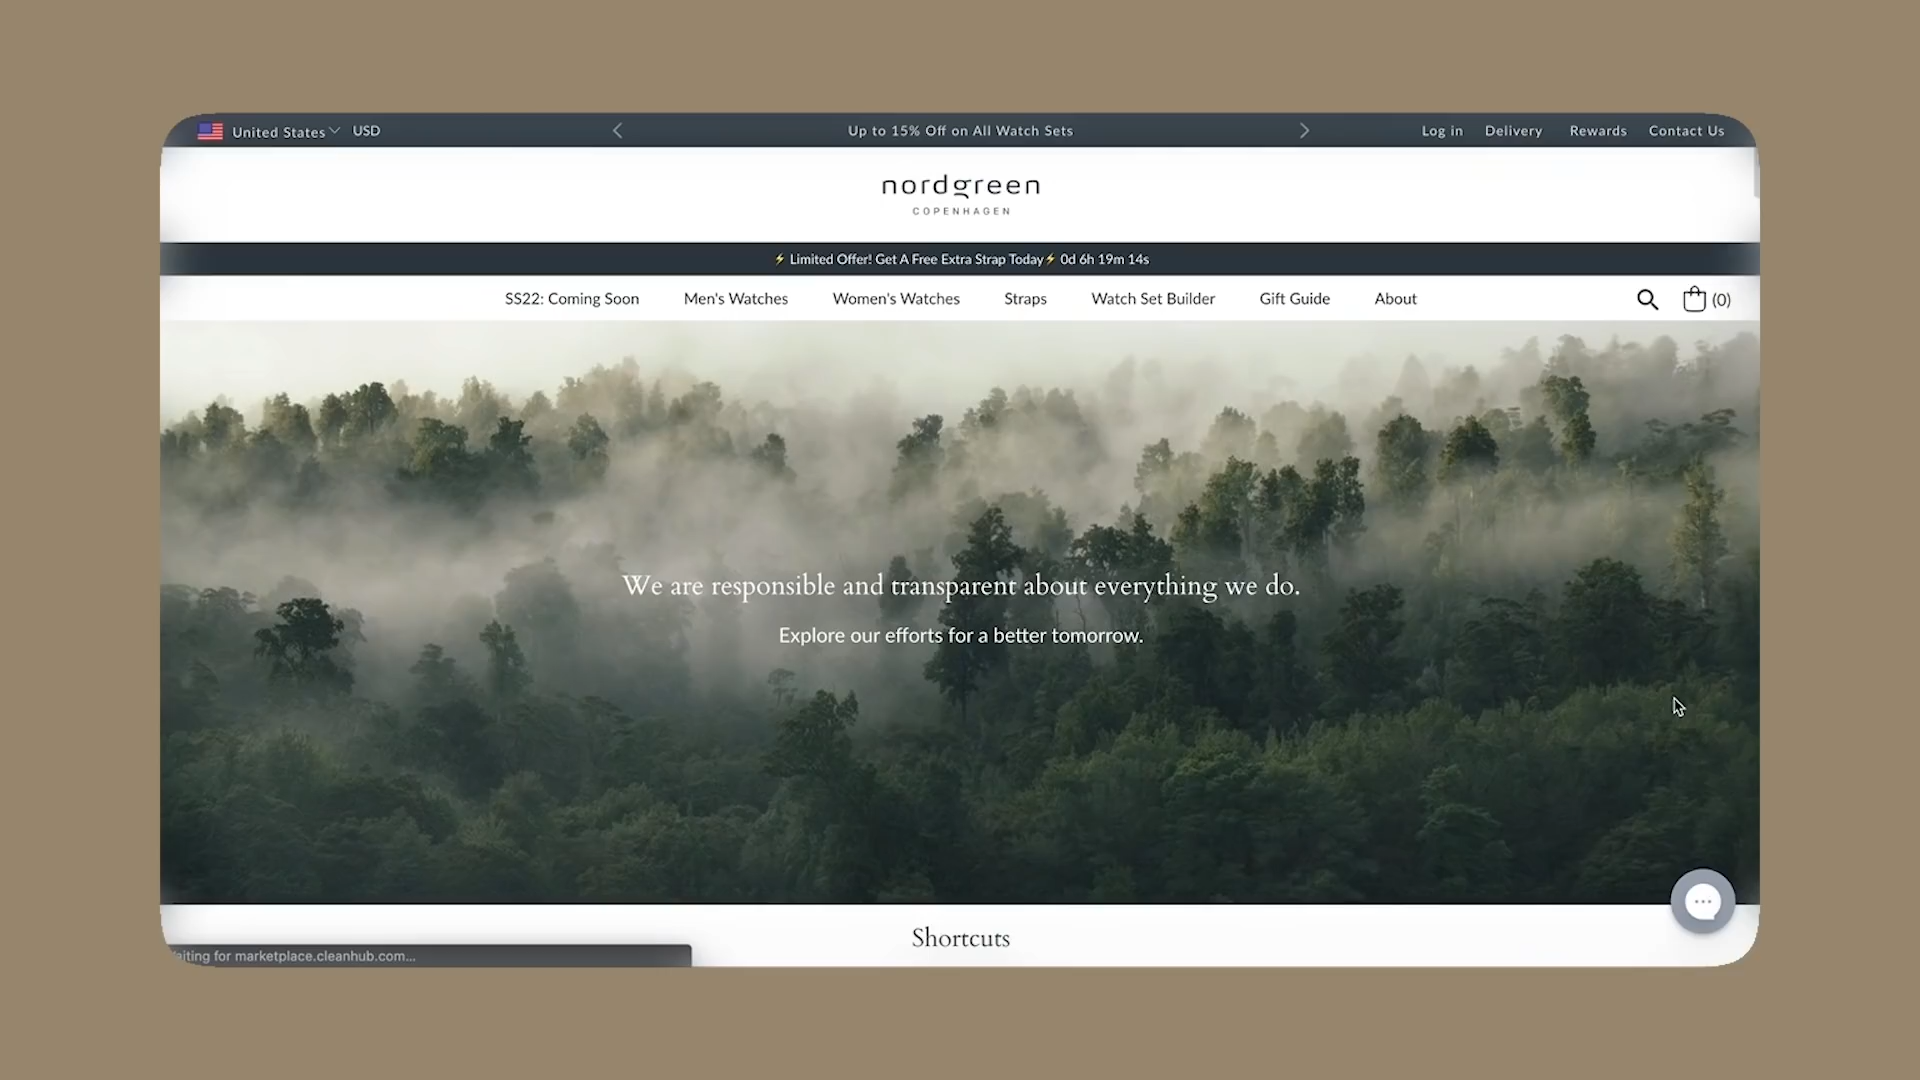 United States USD
Up to 15% Off on All Watch Sets
Log in Delivery Rewards Contact Us
nordgreen
COPENHAGEN
⚡ Limited Offer! Get A Free Extra Strap Today⚡ 0d 6h 19m 14s
SS22: Coming Soon Men's Watches Women's Watches Straps Watch Set Builder Gift Guide About
(0)
We are responsible and transparent about everything we do.
Explore our efforts for a better tomorrow.
Shortcuts
for marketplace.cleanhub.com...